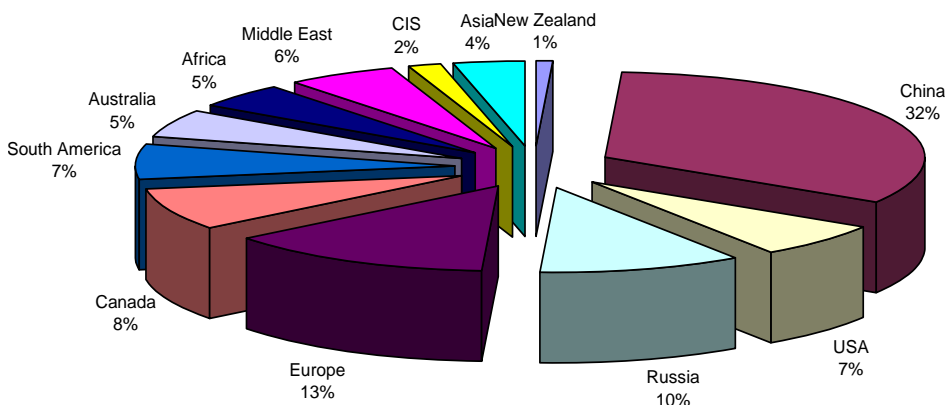 New Zealand
1%
China
32%
USA
7%
Russia
10%
Europe
13%
Canada
8%
South America
7%
Australia
5%
Africa
5%
Middle East
6%
CIS
2%
Asia
4%